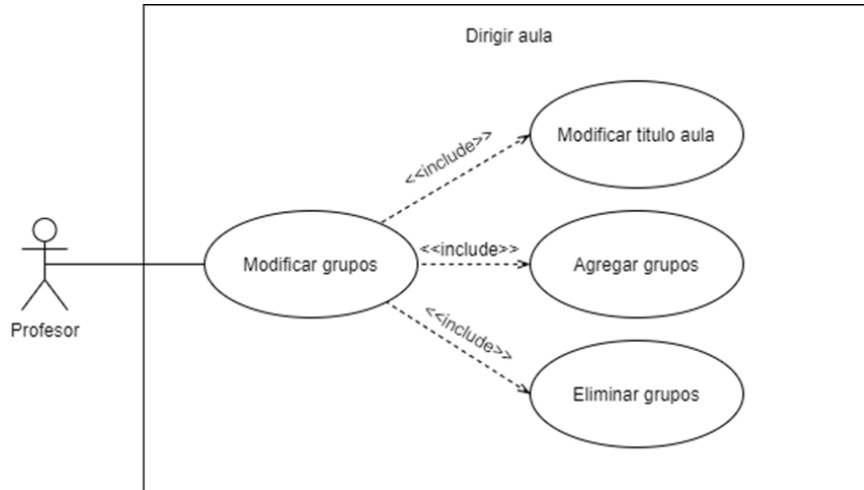 Dirigir aula
<<include>>
Modificar titulo aula
Modificar grupos
<<include>>
Agregar grupos
Profesor
<<include>>
Eliminar grupos